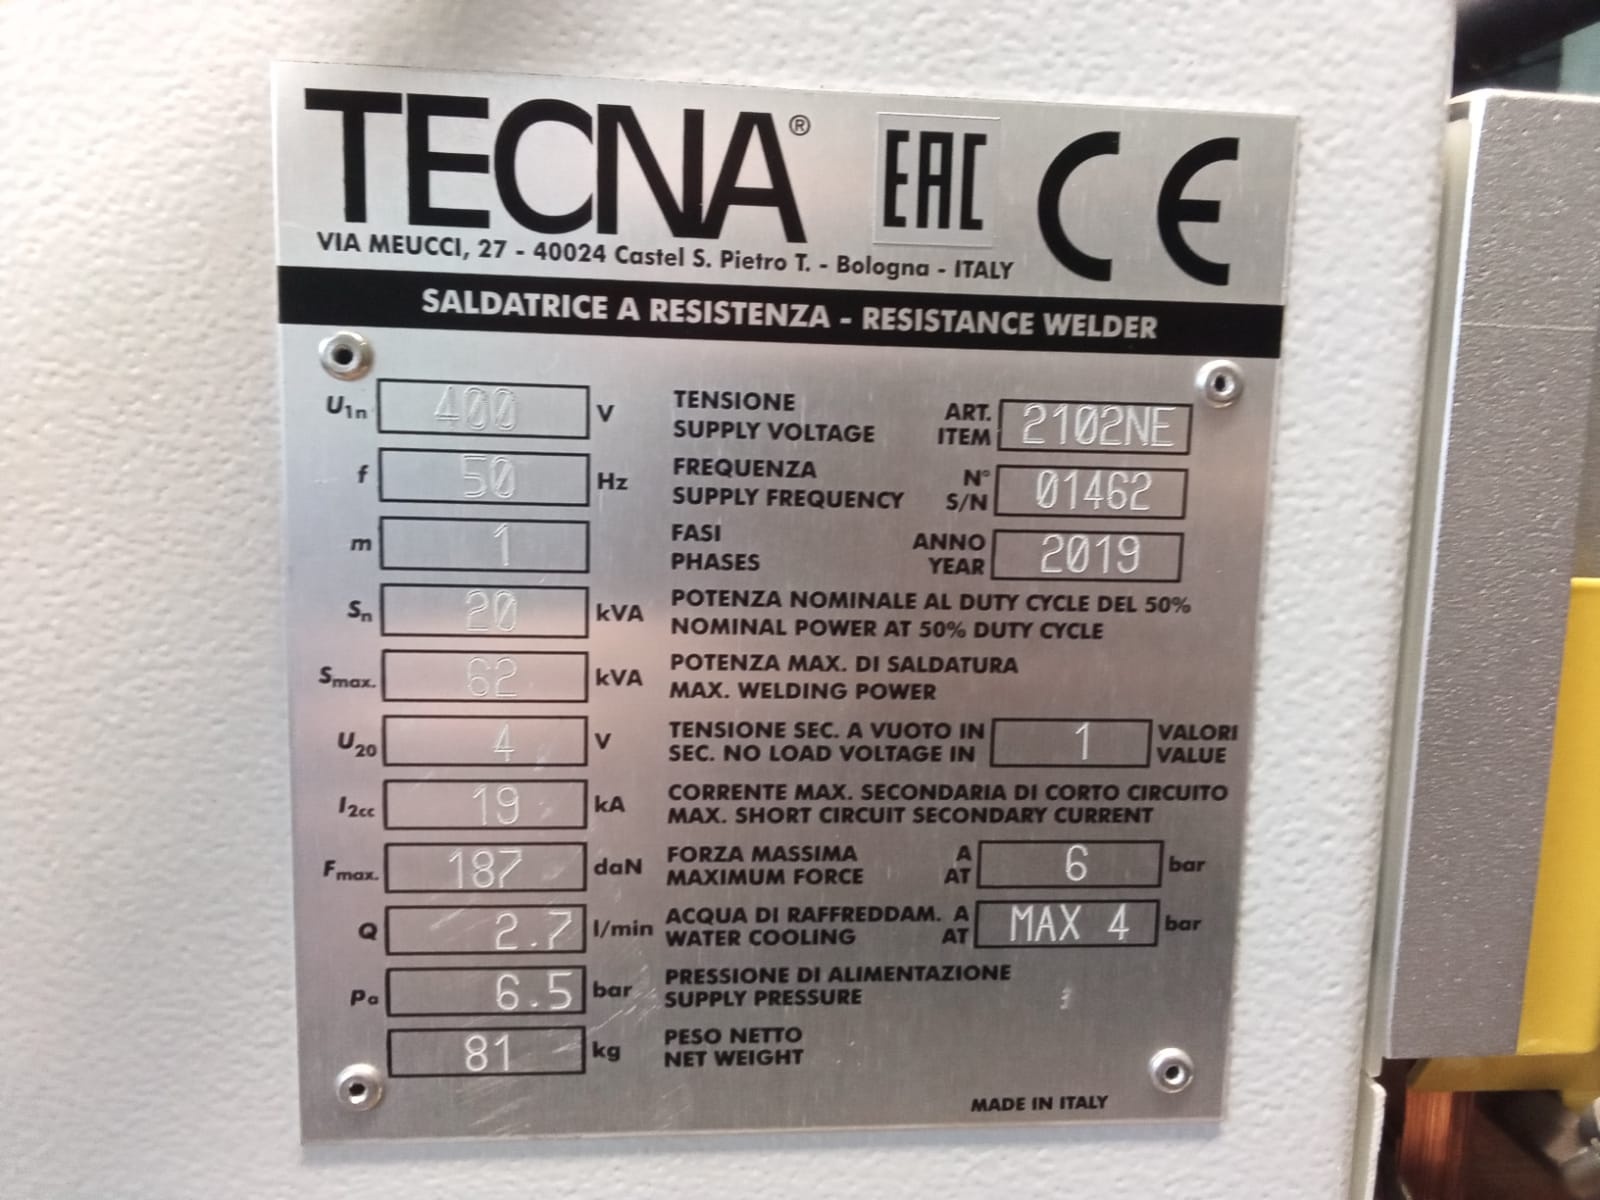 TECNA® EAC CE
VIA MEUCCI, 27 - 40024 Castel S. Pietro T. - Bologna - ITALY
SALDATRICE A RESISTENZA - RESISTANCE WELDER
U1n 400 V TENSIONE ART. 2102NE
SUPPLY VOLTAGE ITEM
f 50 Hz FREQUENZA N° 01462
SUPPLY FREQUENCY S/N
m 1 FASI ANNO 2019
PHASES YEAR
Sn 20 kVA POTENZA NOMINALE AL DUTY CYCLE DEL 50%
NOMINAL POWER AT 50% DUTY CYCLE
Smax. 62 kVA POTENZA MAX. DI SALDATURA
MAX. WELDING POWER
U20 4 V TENSIONE SEC. A VUOTO IN 1 VALORI
SEC. NO LOAD VOLTAGE IN VALUE
I2cc 19 kA CORRENTE MAX. SECONDARIA DI CORTO CIRCUITO
MAX. SHORT CIRCUIT SECONDARY CURRENT
Fmax. 187 daN FORZA MASSIMA A 6 bar
MAXIMUM FORCE AT
Q 2.7 l/min ACQUA DI RAFFREDDAM. A MAX 4 bar
WATER COOLING AT
Pa 6.5 bar PRESSIONE DI ALIMENTAZIONE
SUPPLY PRESSURE
81 kg PESO NETTO
NET WEIGHT
MADE IN ITALY